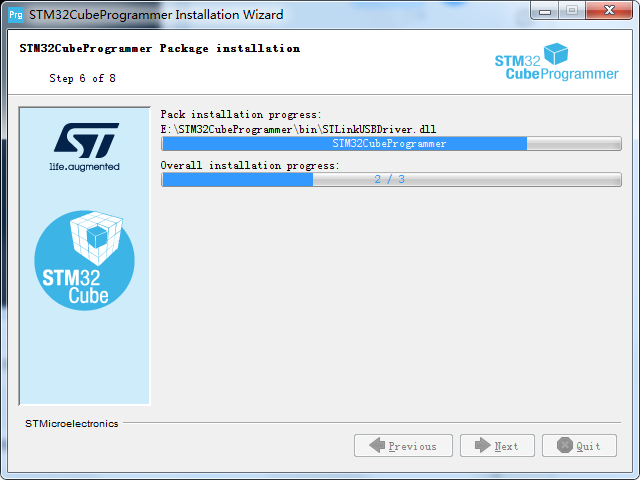 Prg STM32CubeProgrammer Installation Wizard
STM32CubeProgrammer Package installation
Step 6 of 8
STM32
CubeProgrammer
life.augmented
STM32
Cube
Pack installation progress:
E:\STM32CubeProgrammer\bin\STLinkUSBDriver.dll
STM32CubeProgrammer
Overall installation progress:
2 / 3
STMicroelectronics
Previous
Next
Quit